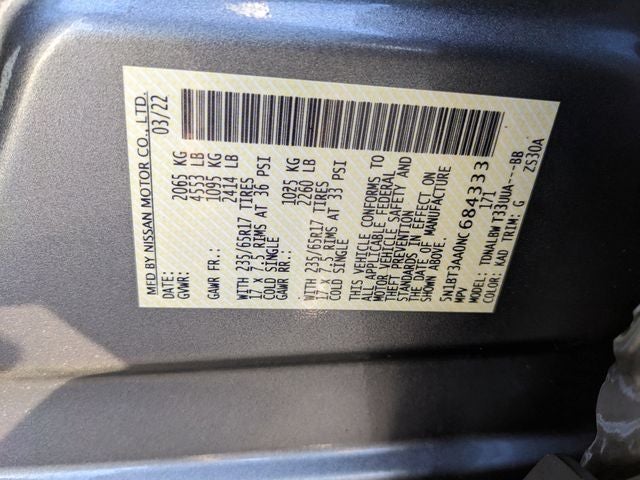 MFD BY NISSAN MOTOR CO., LTD.
DATE: 03/22
GVWR: 2065 KG
4553 LB
GAWR FR.: 1095 KG
2414 LB
WITH 235/65R17 TIRES
17 X 7.5 RIMS AT 36 PSI
COLD SINGLE
GAWR RR.: 1025 KG
2260 LB
WITH 235/65R17 TIRES
17 X 7.5 RIMS AT 33 PSI
COLD SINGLE
THIS VEHICLE CONFORMS TO
ALL APPLICABLE FEDERAL
MOTOR VEHICLE SAFETY AND
THEFT PREVENTION
STANDARDS IN EFFECT ON
THE DATE OF MANUFACTURE
SHOWN ABOVE.
5N1BT3AA0NC684333
MPV 171
MODEL: TDNALBW T33UUA---BB
COLOR: KAD TRIM: G ZS30A